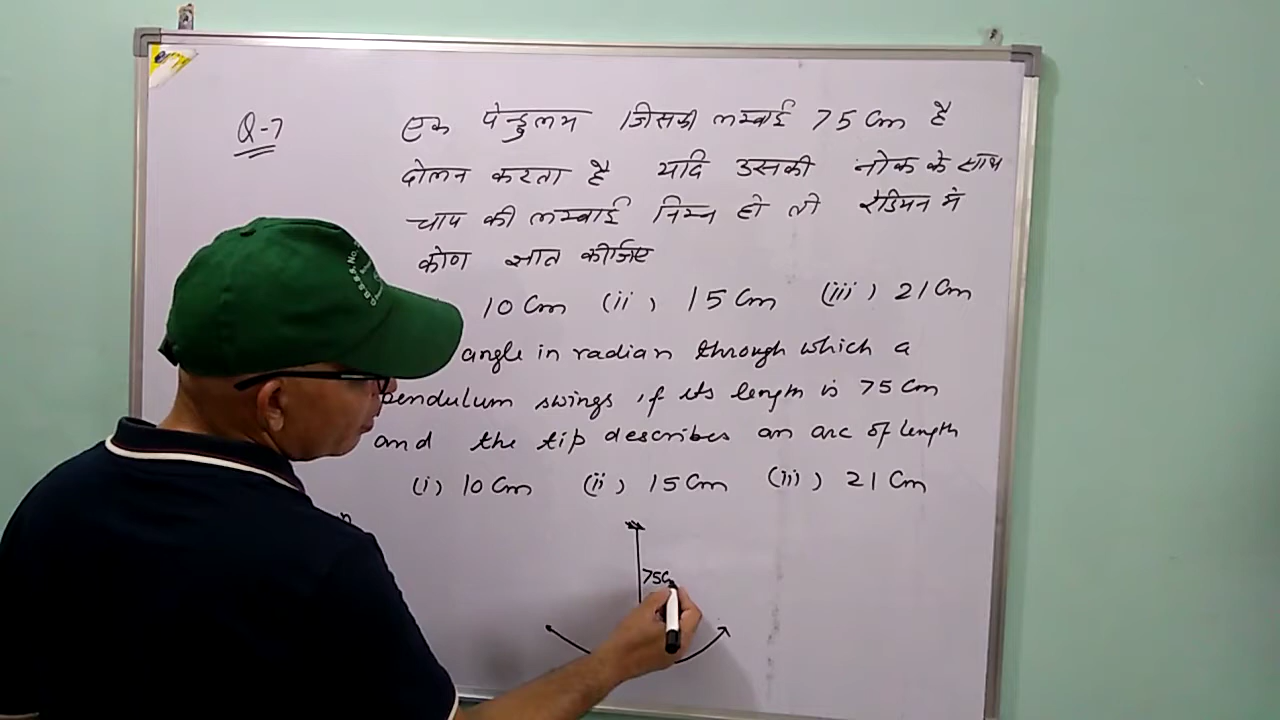 Q-7
एक पेन्डुलम जिसकी लम्बाई 75 Cm है
दोलन करता है यदि उसकी नोक के साथ
चाप की लम्बाई निम्न हो तो रेडियन में
कोण ज्ञात कीजिए
10 Cm (ii) 15 Cm (iii) 21 Cm
angle in radian through which a
pendulum swings, if its length is 75 Cm
and the tip describes an arc of length
(i) 10 Cm (ii) 15 Cm (iii) 21 Cm
75C